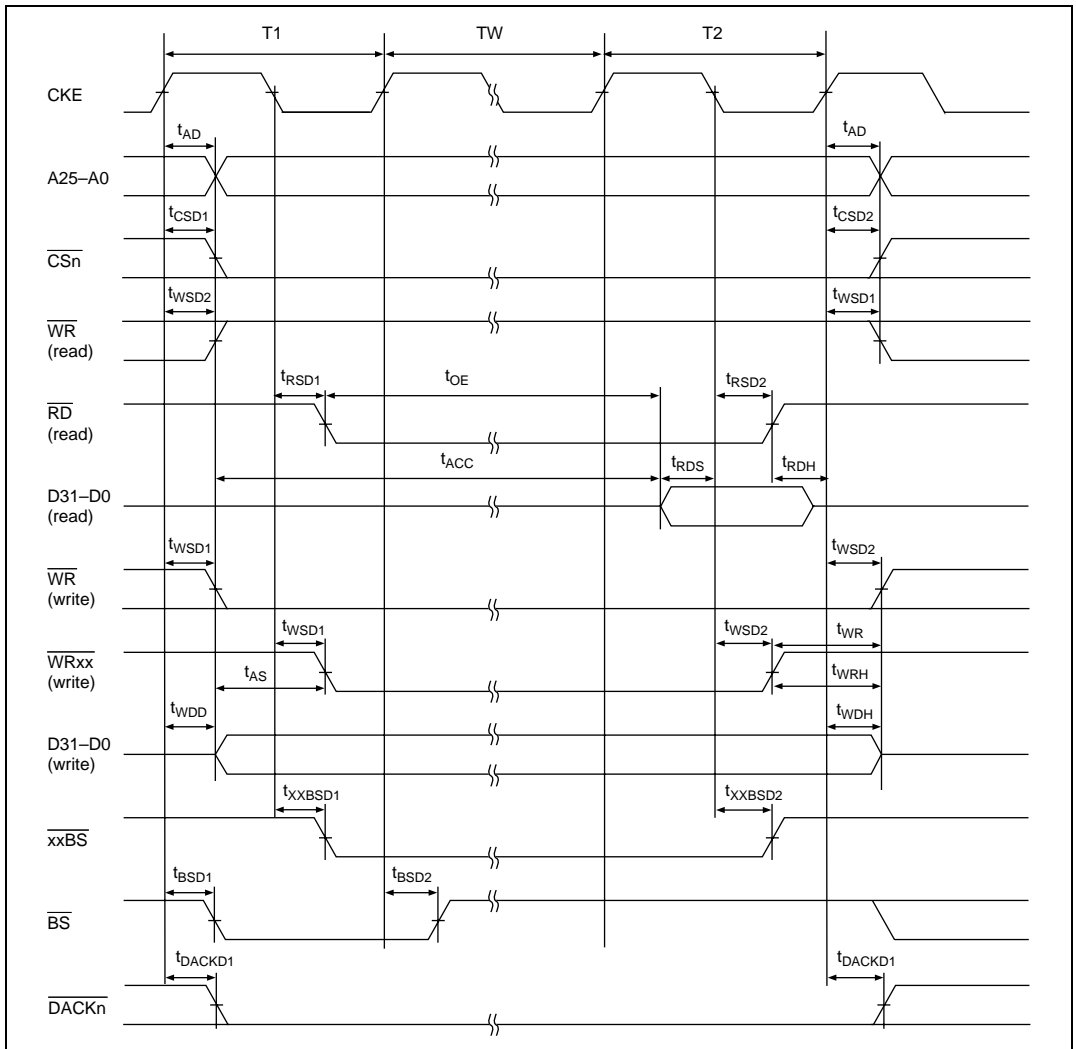 T1 TW T2
CKE
tAD tAD
A25–A0
tCSD1 tCSD2
CSn
tWSD2 tWSD1
WR
(read)
tRSD1 tOE tRSD2
RD
(read)
tACC tRDS tRDH
D31–D0
(read)
tWSD1 tWSD2
WR
(write)
tWSD1 tWSD2 tWR
WRxx
(write)
tAS tWRH
tWDD tWDH
D31–D0
(write)
tXXBSD1 tXXBSD2
xxBS
tBSD1 tBSD2
BS
tDACKD1 tDACKD1
DACKn